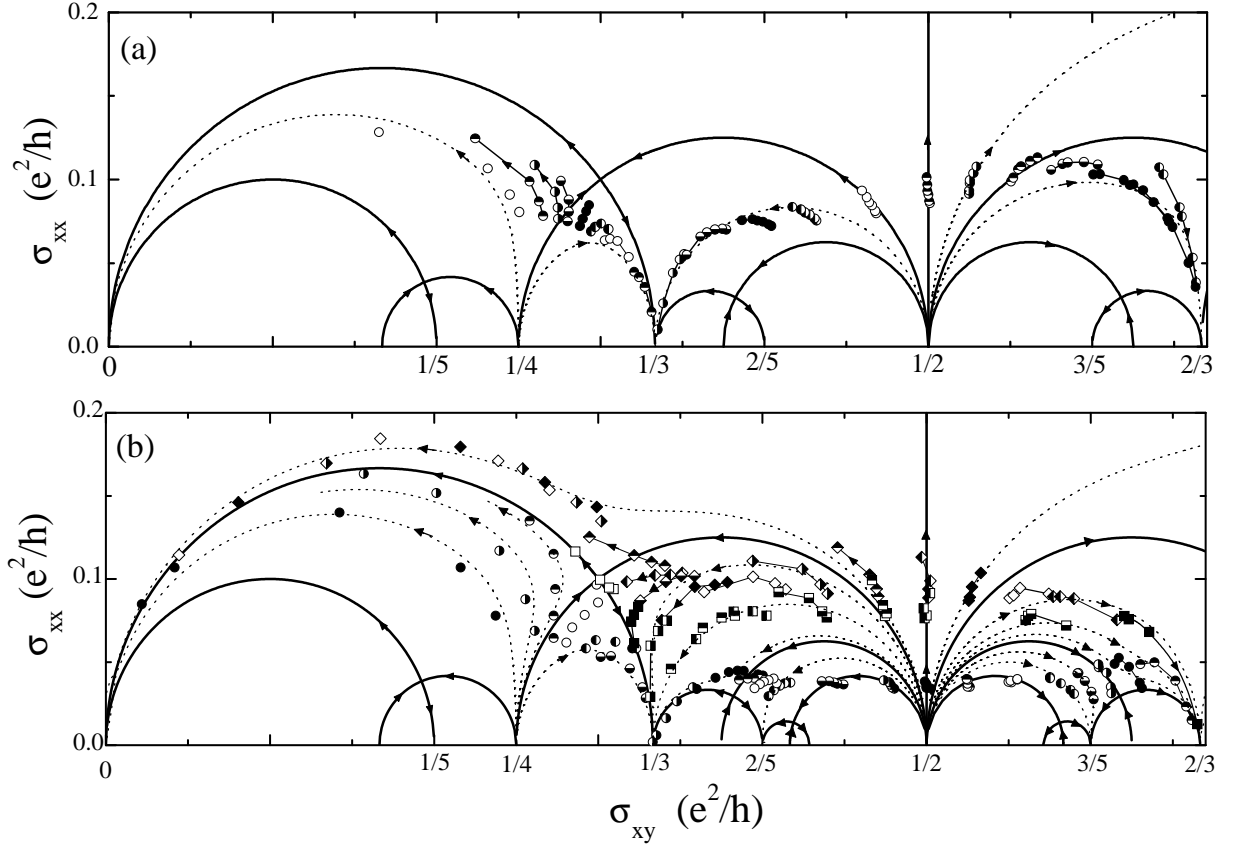 (a)
0.2
0.1
0.0
σxx (e²/h)
0 1/5 1/4 1/3 2/5 1/2 3/5 2/3
(b)
0.2
0.1
0.0
σxx (e²/h)
0 1/5 1/4 1/3 2/5 1/2 3/5 2/3
σxy (e²/h)